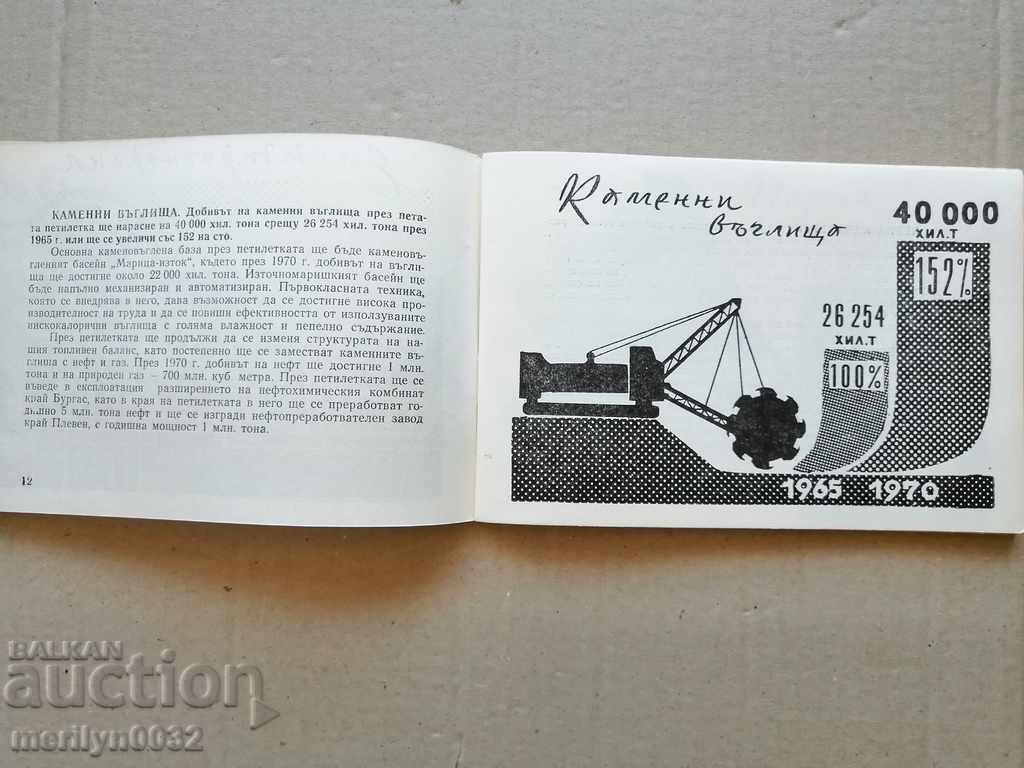 КАМЕННИ ВЪГЛИЩА. Добивът на каменни въглища през пета-
та петилетка ще нарасне на 40 000 хил. тона срещу 26 254 хил. тона през
1965 г. или ще се увеличи със 152 на сто.
Основна каменовъглена база през петилетката ще бъде каменовъ-
гленият басейн „Марица-изток“, където през 1970 г. добивът на въгли-
ща ще достигне около 22 000 хил. тона. Източномаришкият басейн ще
бъде напълно механизиран и автоматизиран. Първокласната техника,
която се внедрява в него, дава възможност да се достигне висока про-
изводителност на труда и да се повиши ефективността от използуваните
нискокалорични въглища с голяма влажност и пепелно съдържание.
През петилетката ще продължи да се изменя структурата на на-
шия топливен баланс, като постепенно ще се заместват каменните въ-
глища с нефт и газ. През 1970 г. добивът на нефт ще достигне 1 млн.
тона и на природен газ – 700 млн. куб. метра. През петилетката ще се
въведе в експлоатация разширението на нефтохимическия комбинат
край Бургас, като в края на петилетката в него ще се преработват го-
дишно 5 млн. тона нефт и ще се изгради нефтопреработвателен завод
край Плевен, с годишна мощност 1 млн. тона.
12
Каменни
въглища
40 000
ХИЛ.Т
152%
26 254
ХИЛ.Т
100%
1965 1970
БАЛКАН
auction
merilyn0032